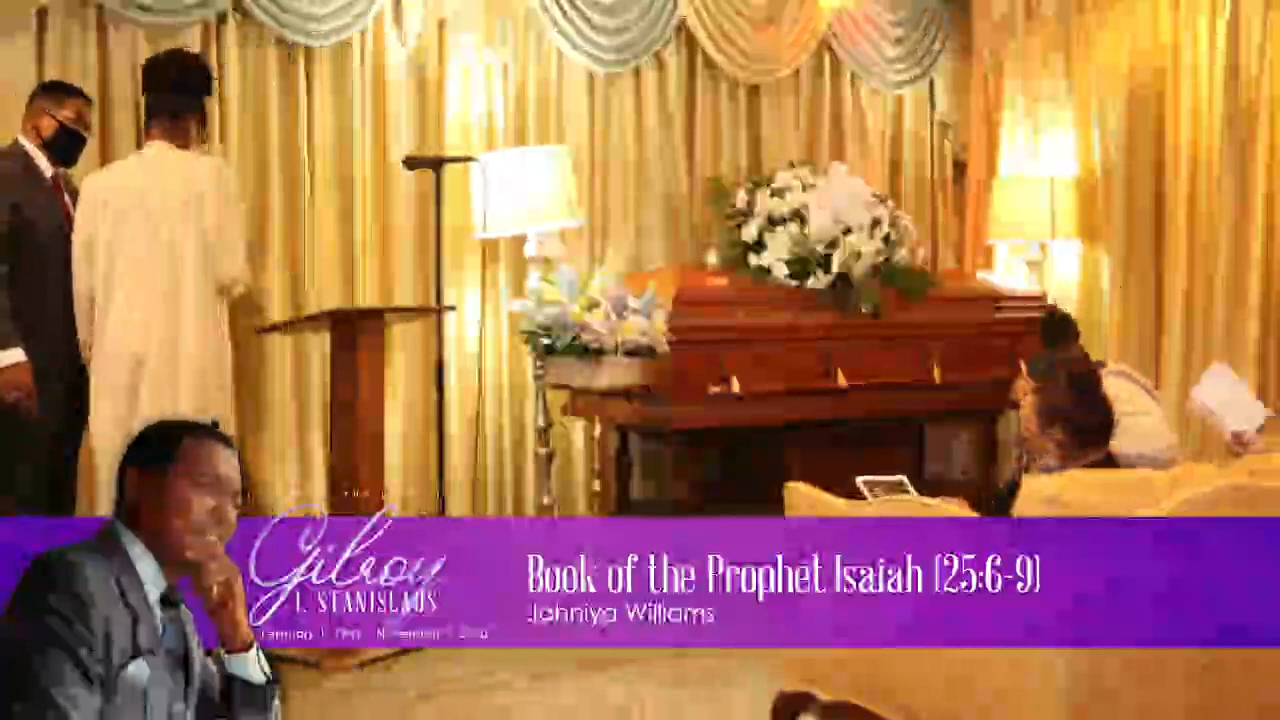 Gilroy
I. STANISLAUS
Book of the Prophet Isaiah (25:6-9)
Johniya Williams